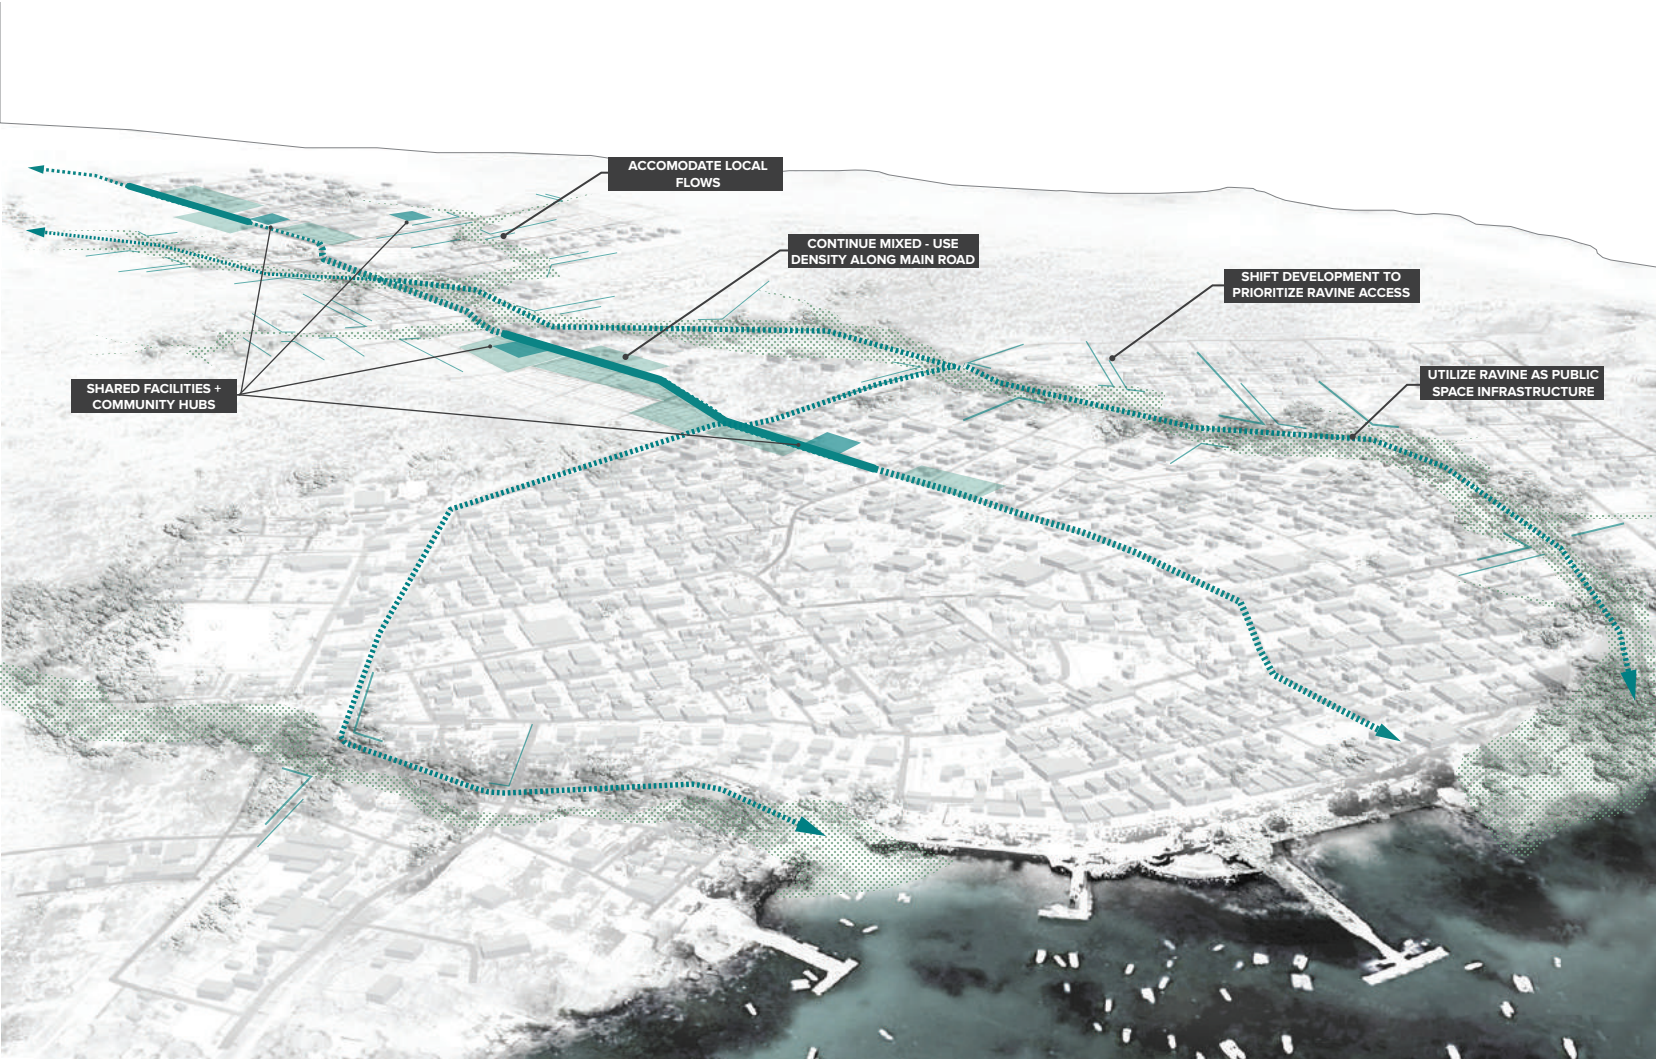 ACCOMODATE LOCAL
FLOWS
CONTINUE MIXED - USE
DENSITY ALONG MAIN ROAD
SHIFT DEVELOPMENT TO
PRIORITIZE RAVINE ACCESS
UTILIZE RAVINE AS PUBLIC
SPACE INFRASTRUCTURE
SHARED FACILITIES +
COMMUNITY HUBS